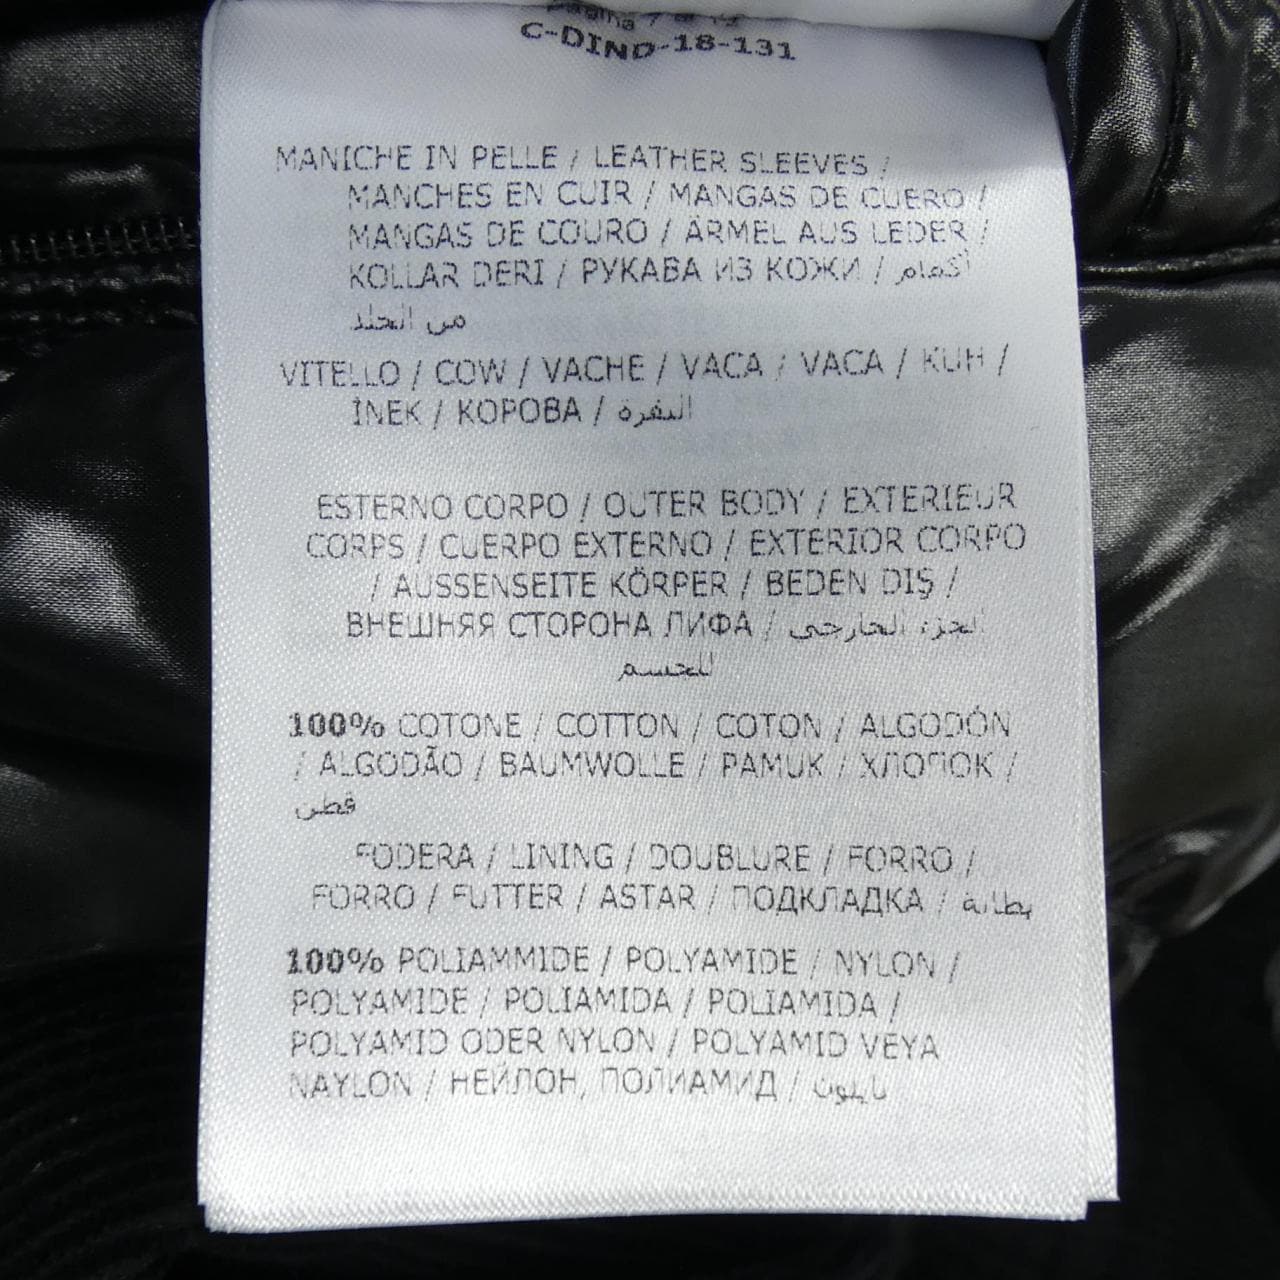 C-DIND-18-131
MANICHE IN PELLE / LEATHER SLEEVES /
MANCHES EN CUIR / MANGAS DE CUERO /
MANGAS DE COURO / ÄRMEL AUS LEDER /
KOLLAR DERI / РУКАВА ИЗ КОЖИ / أكمام
من الجلد
VITELLO / COW / VACHE / VACA / VACA / KUH /
İNEK / КОРОВА / البقرة
ESTERNO CORPO / OUTER BODY / EXTERIEUR
CORPS / CUERPO EXTERNO / EXTERIOR CORPO
/ AUSSENSEITE KÖRPER / BEDEN DIŞ /
ВНЕШНЯЯ СТОРОНА ЛИФА / الجزء الخارجي
للجسم
100% COTONE / COTTON / COTON / ALGODÓN
/ ALGODÃO / BAUMWOLLE / PAMUK / ХЛОПОК /
قطن
FODERA / LINING / DOUBLURE / FORRO /
FORRO / FUTTER / ASTAR / ПОДКЛАДКА / بطانة
100% POLIAMMIDE / POLYAMIDE / NYLON /
POLYAMIDE / POLIAMIDA / POLIAMIDA /
POLYAMID ODER NYLON / POLYAMID VEYA
NAYLON / НЕЙЛОН, ПОЛИАМИД / نايلون